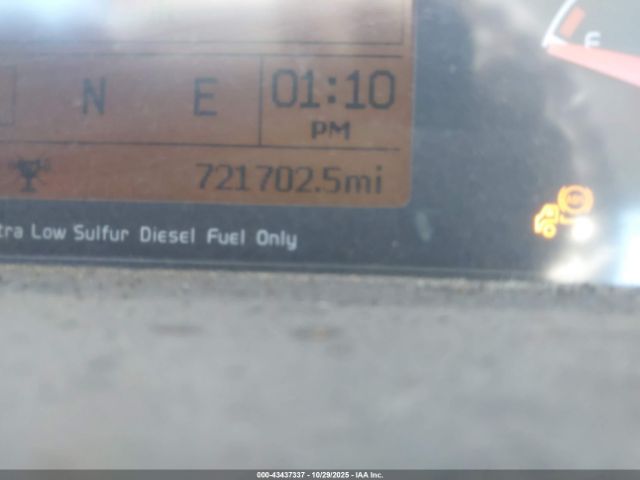 N E 01:10
PM
721702.5mi
tra Low Sulfur Diesel Fuel Only
E
000-43437337 - 10/29/2025 - IAA Inc.